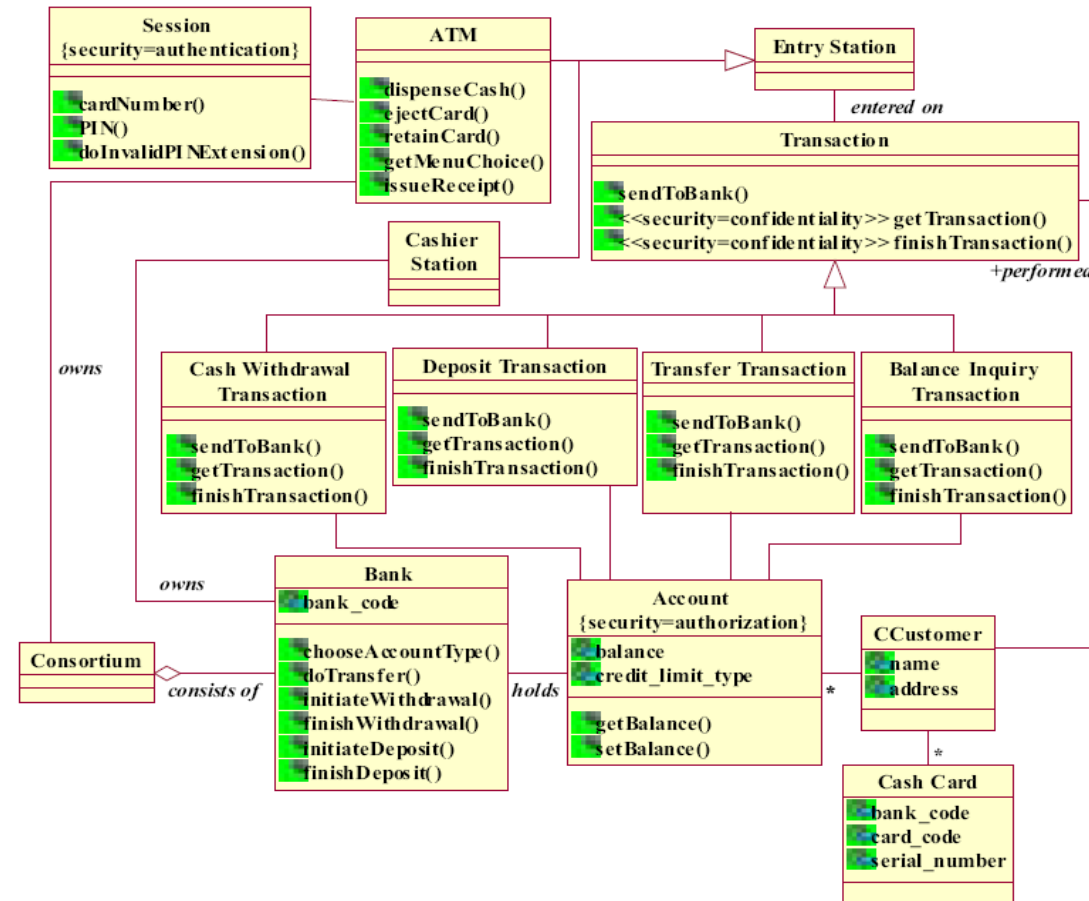 Session
{security=authentication}
cardNumber()
PIN()
doInvalidPINExtension()
ATM
dispenseCash()
ejectCard()
retainCard()
getMenuChoice()
issueReceipt()
Entry Station
entered on
Transaction
sendToBank()
<<security=confidentiality>> getTransaction()
<<security=confidentiality>> finishTransaction()
+performed
Cashier
Station
owns
Cash Withdrawal
Transaction
sendToBank()
getTransaction()
finishTransaction()
Deposit Transaction
sendToBank()
getTransaction()
finishTransaction()
Transfer Transaction
sendToBank()
getTransaction()
finishTransaction()
Balance Inquiry
Transaction
sendToBank()
getTransaction()
finishTransaction()
owns
Consortium
consists of
Bank
bank_code
chooseAccountType()
doTransfer()
initiateWithdrawal()
finishWithdrawal()
initiateDeposit()
finishDeposit()
holds
Account
{security=authorization}
balance
credit_limit_type
getBalance()
setBalance()
*
CCustomer
name
address
*
Cash Card
bank_code
card_code
serial_number